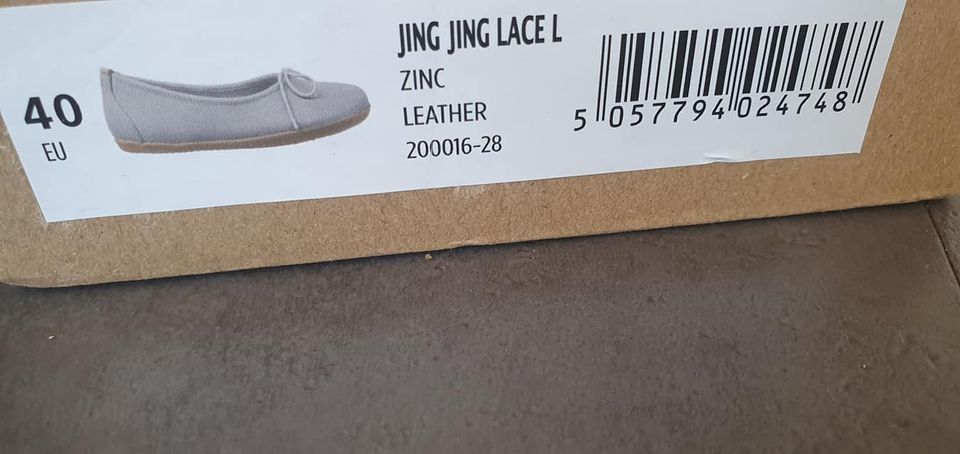 40
EU
JING JING LACE L
ZINC
LEATHER
200016-28
5 057794 024748